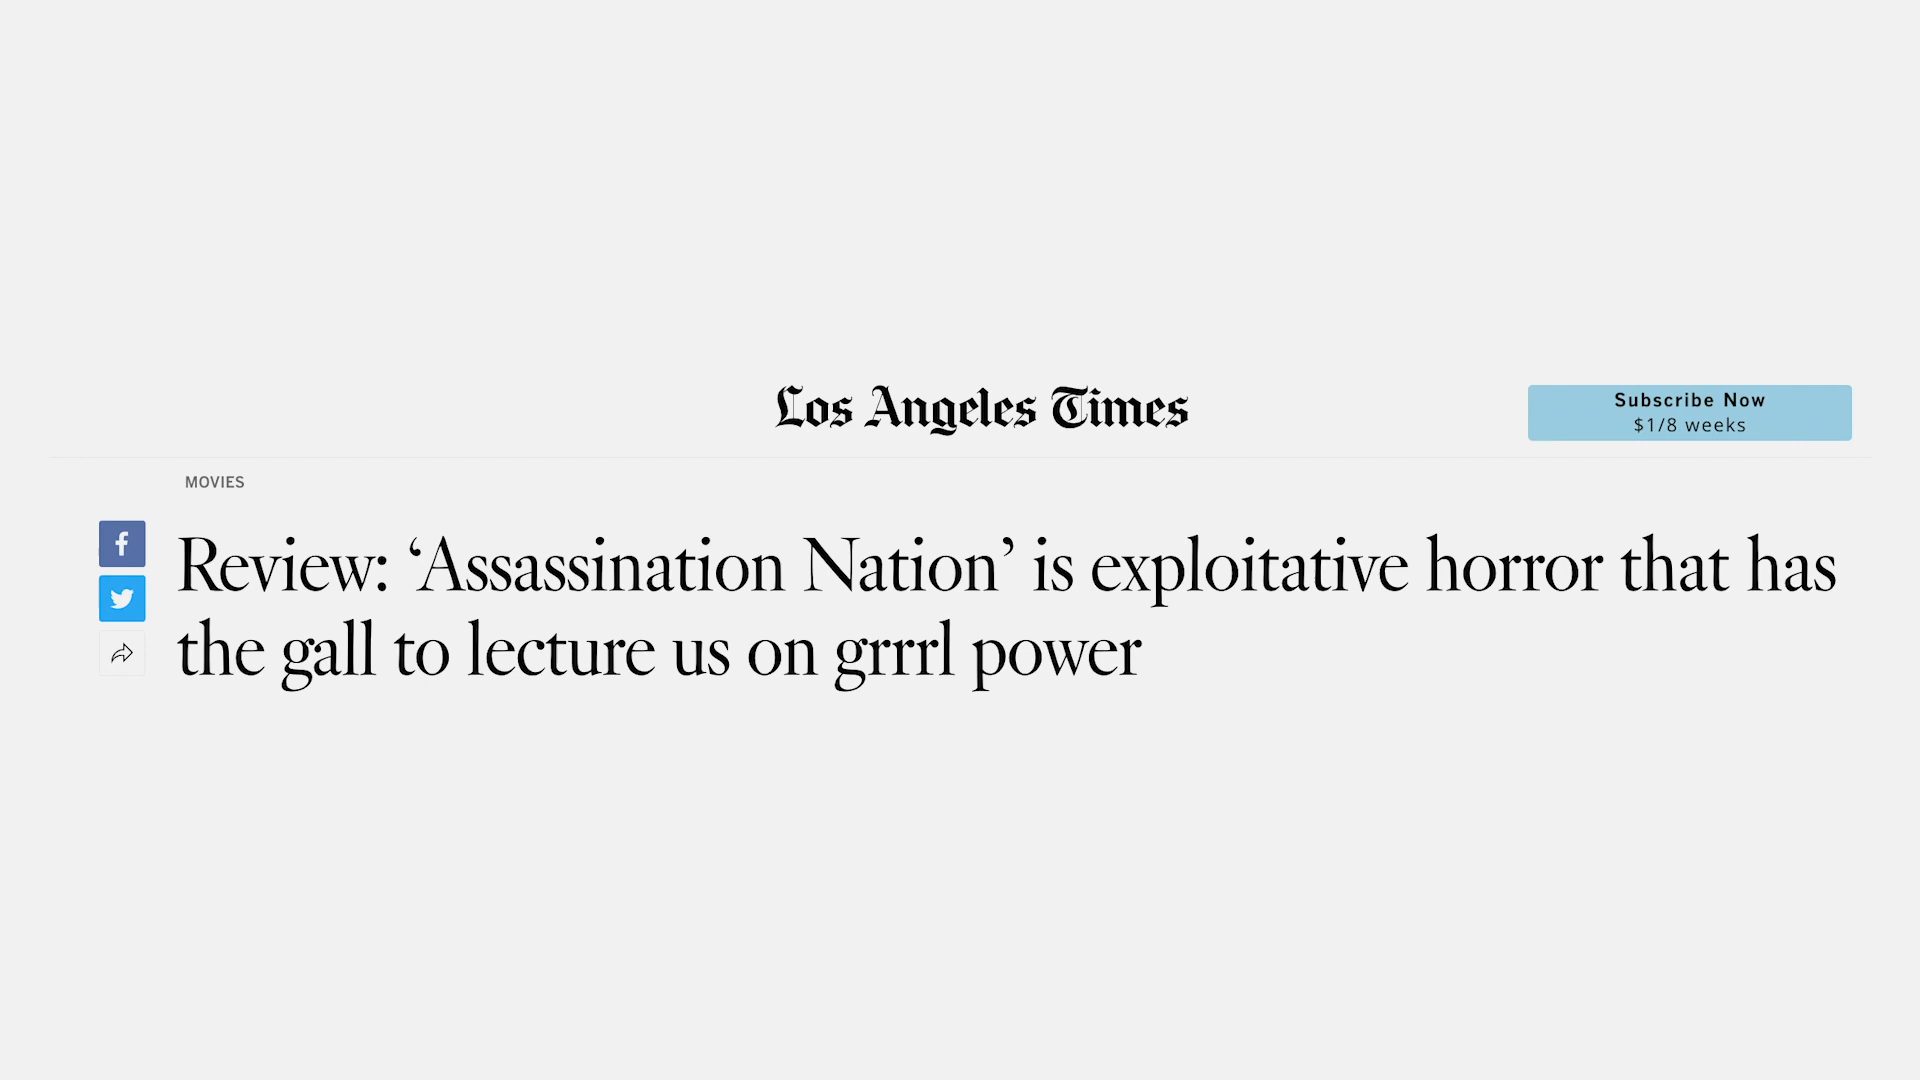 Los Angeles Times
Subscribe Now
$1/8 weeks
MOVIES
Review: ‘Assassination Nation’ is exploitative horror that has
the gall to lecture us on grrrl power